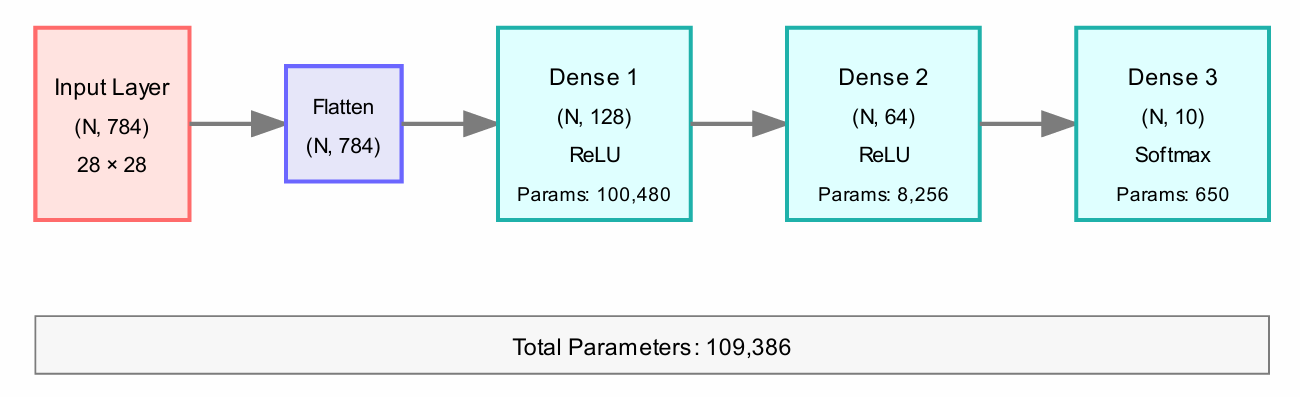 Input Layer
(N, 784)
28 × 28
Flatten
(N, 784)
Dense 1
(N, 128)
ReLU
Params: 100,480
Dense 2
(N, 64)
ReLU
Params: 8,256
Dense 3
(N, 10)
Softmax
Params: 650
Total Parameters: 109,386